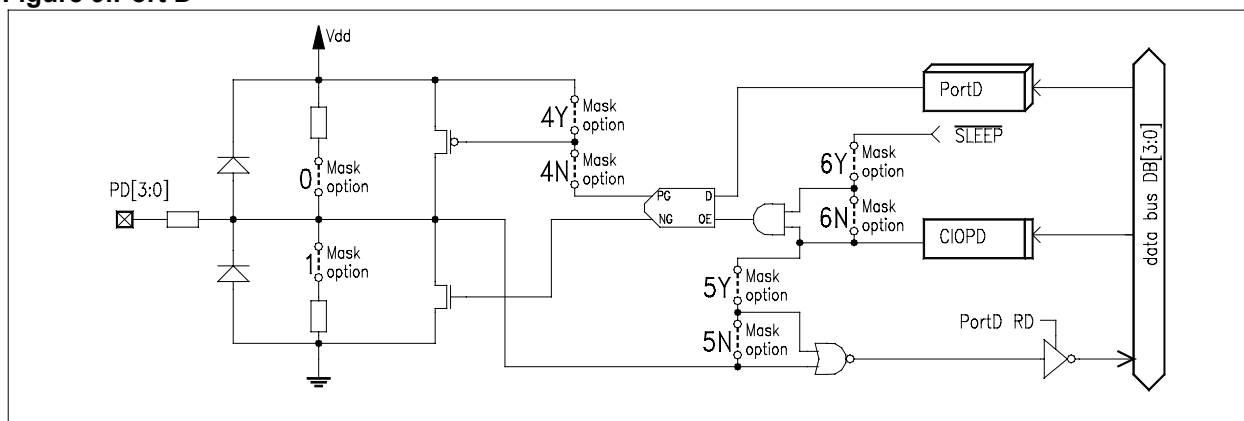 Vdd
PortD
4Y
Mask
option
SLEEP
4N
Mask
option
6Y
Mask
option
0
Mask
option
PD[3:0]
PG
D
NG
OE
6N
Mask
option
CIOPD
1
Mask
option
5Y
Mask
option
5N
Mask
option
PortD RD
data bus DB[3:0]